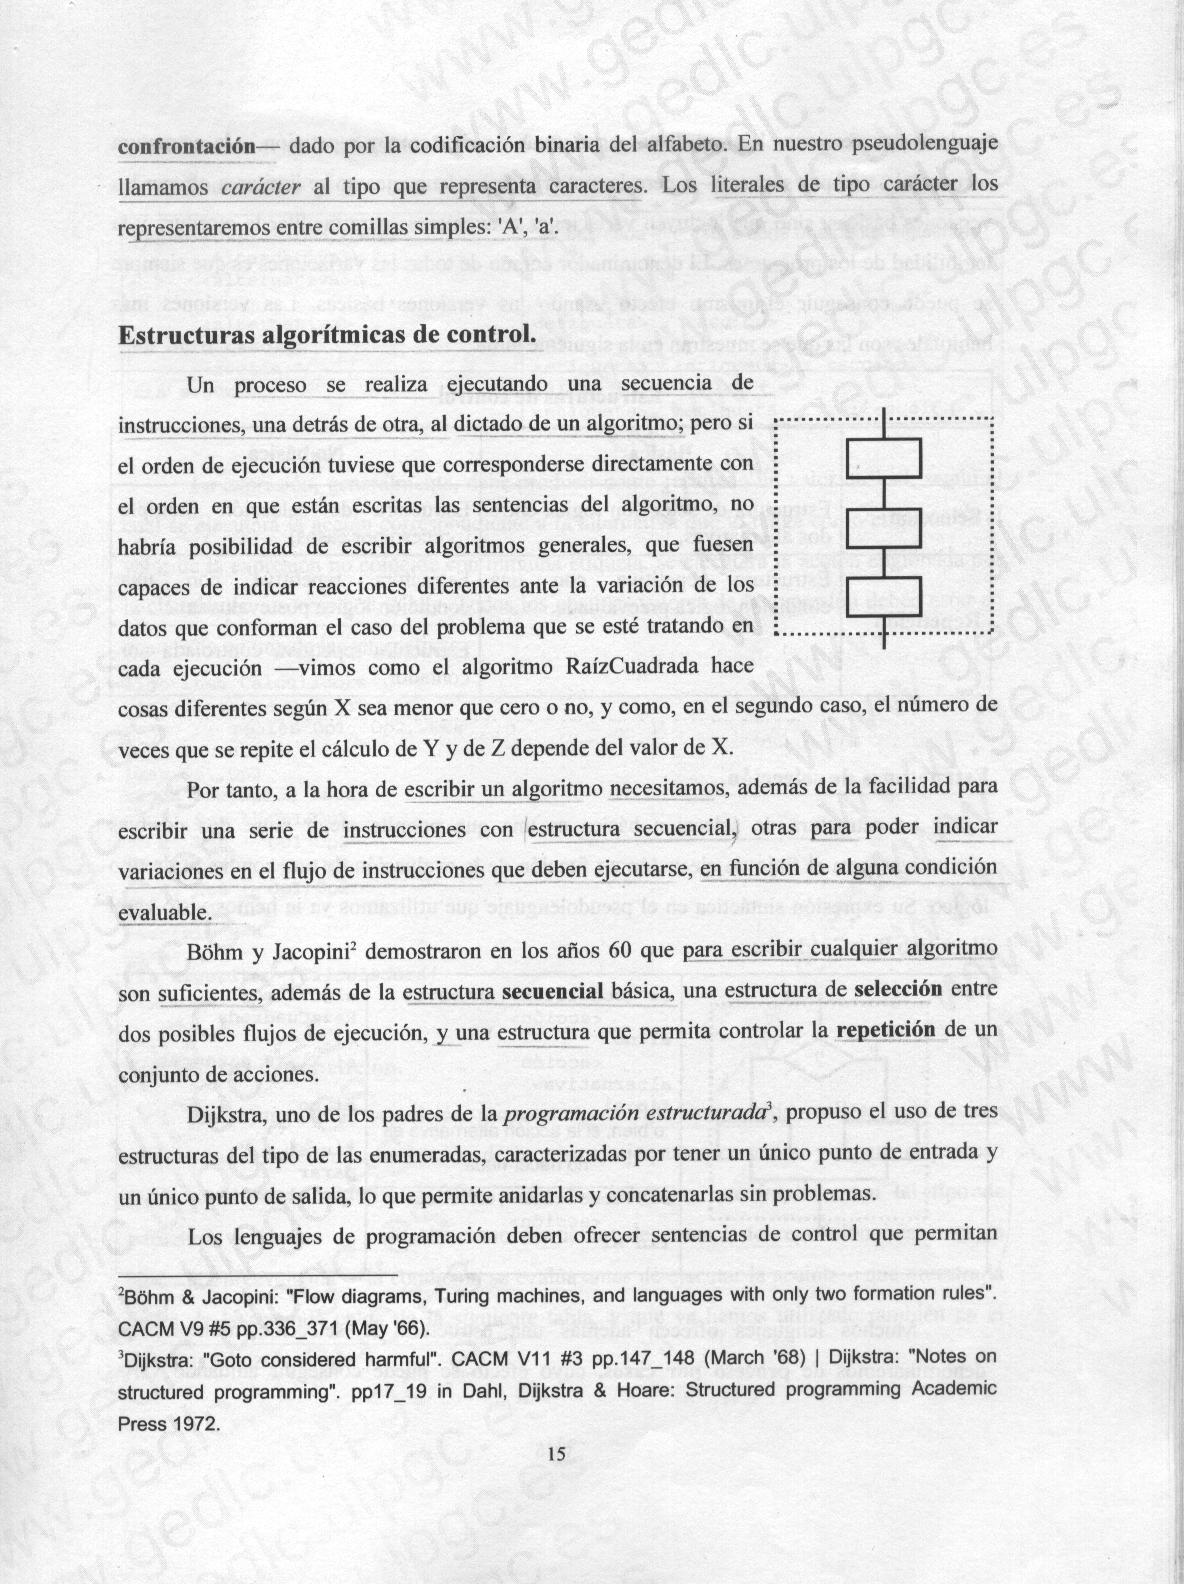 confrontación— dado por la codificación binaria del alfabeto. En nuestro pseudolenguaje
llamamos carácter al tipo que representa caracteres. Los literales de tipo carácter los
representaremos entre comillas simples: 'A', 'a'.
Estructuras algorítmicas de control.
Un proceso se realiza ejecutando una secuencia de
instrucciones, una detrás de otra, al dictado de un algoritmo; pero si
el orden de ejecución tuviese que corresponderse directamente con
el orden en que están escritas las sentencias del algoritmo, no
habría posibilidad de escribir algoritmos generales, que fuesen
capaces de indicar reacciones diferentes ante la variación de los
datos que conforman el caso del problema que se esté tratando en
cada ejecución —vimos como el algoritmo RaízCuadrada hace
cosas diferentes según X sea menor que cero o no, y como, en el segundo caso, el número de
veces que se repite el cálculo de Y y de Z depende del valor de X.
Por tanto, a la hora de escribir un algoritmo necesitamos, además de la facilidad para
escribir una serie de instrucciones con estructura secuencial, otras para poder indicar
variaciones en el flujo de instrucciones que deben ejecutarse, en función de alguna condición
evaluable.
Böhm y Jacopini² demostraron en los años 60 que para escribir cualquier algoritmo
son suficientes, además de la estructura secuencial básica, una estructura de selección entre
dos posibles flujos de ejecución, y una estructura que permita controlar la repetición de un
conjunto de acciones.
Dijkstra, uno de los padres de la programación estructurada³, propuso el uso de tres
estructuras del tipo de las enumeradas, caracterizadas por tener un único punto de entrada y
un único punto de salida, lo que permite anidarlas y concatenarlas sin problemas.
Los lenguajes de programación deben ofrecer sentencias de control que permitan
²Böhm & Jacopini: "Flow diagrams, Turing machines, and languages with only two formation rules".
CACM V9 #5 pp.336_371 (May '66).
³Dijkstra: "Goto considered harmful". CACM V11 #3 pp.147_148 (March '68) | Dijkstra: "Notes on
structured programming". pp17_19 in Dahl, Dijkstra & Hoare: Structured programming Academic
Press 1972.
15
www.gedlc.ulpgc.es